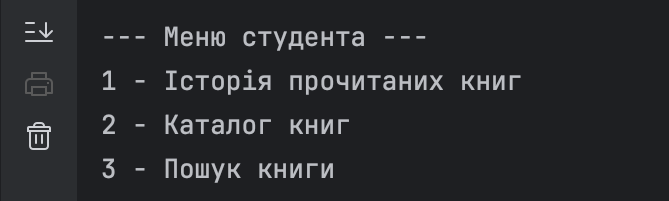 --- Меню студента ---
1 - Історія прочитаних книг
2 - Каталог книг
3 - Пошук книги